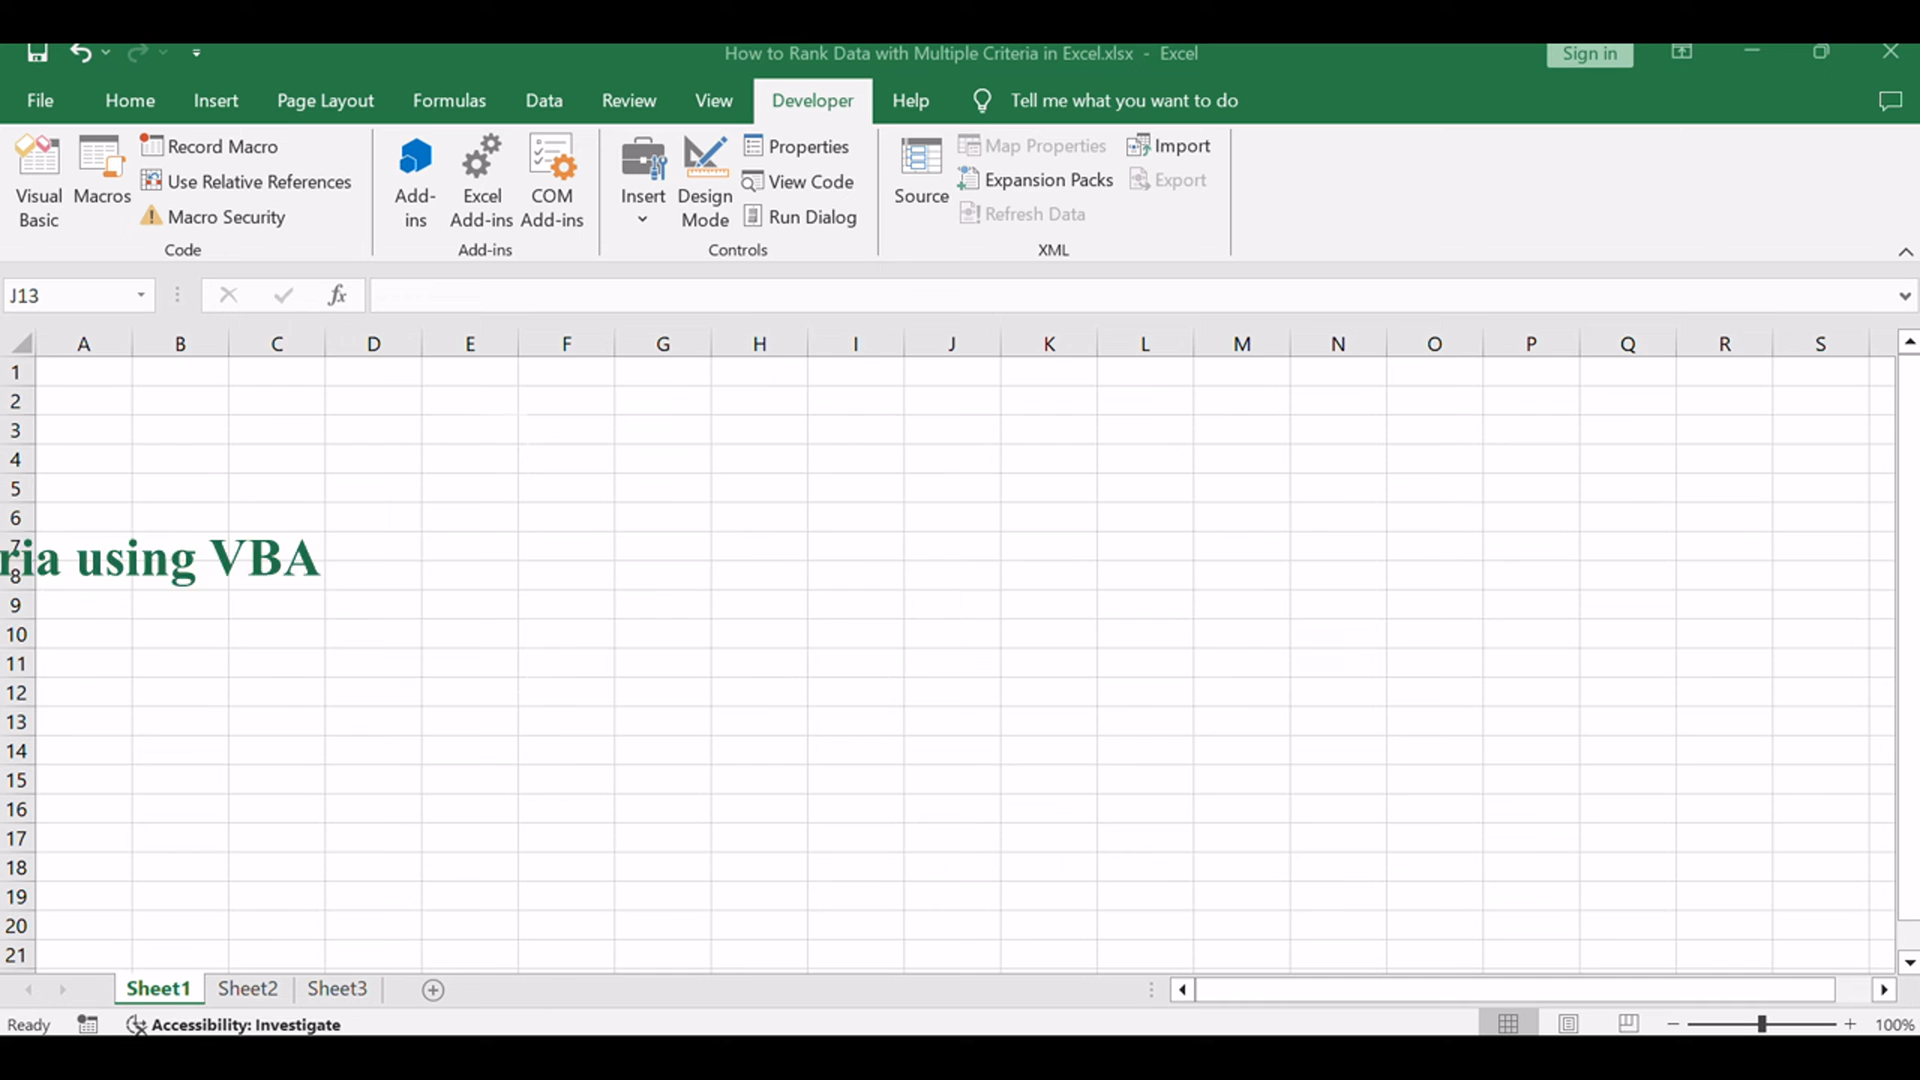 How to Rank Data with Multiple Criteria in Excel.xlsx - Excel
Sign in
File Home Insert Page Layout Formulas Data Review View Developer Help Tell me what you want to do
Visual Basic
Macros
Record Macro
Use Relative References
Macro Security
Code
Add-ins
Excel Add-ins
COM Add-ins
Add-ins
Insert
Design Mode
Properties
View Code
Run Dialog
Controls
Source
Map Properties
Expansion Packs
Refresh Data
Import
Export
XML
J13
fx
A B C D E F G H I J K L M N O P Q R S
1
2
3
4
5
6
7
ria using VBA
8
9
10
11
12
13
14
15
16
17
18
19
20
21
Sheet1 Sheet2 Sheet3
Ready
Accessibility: Investigate
100%